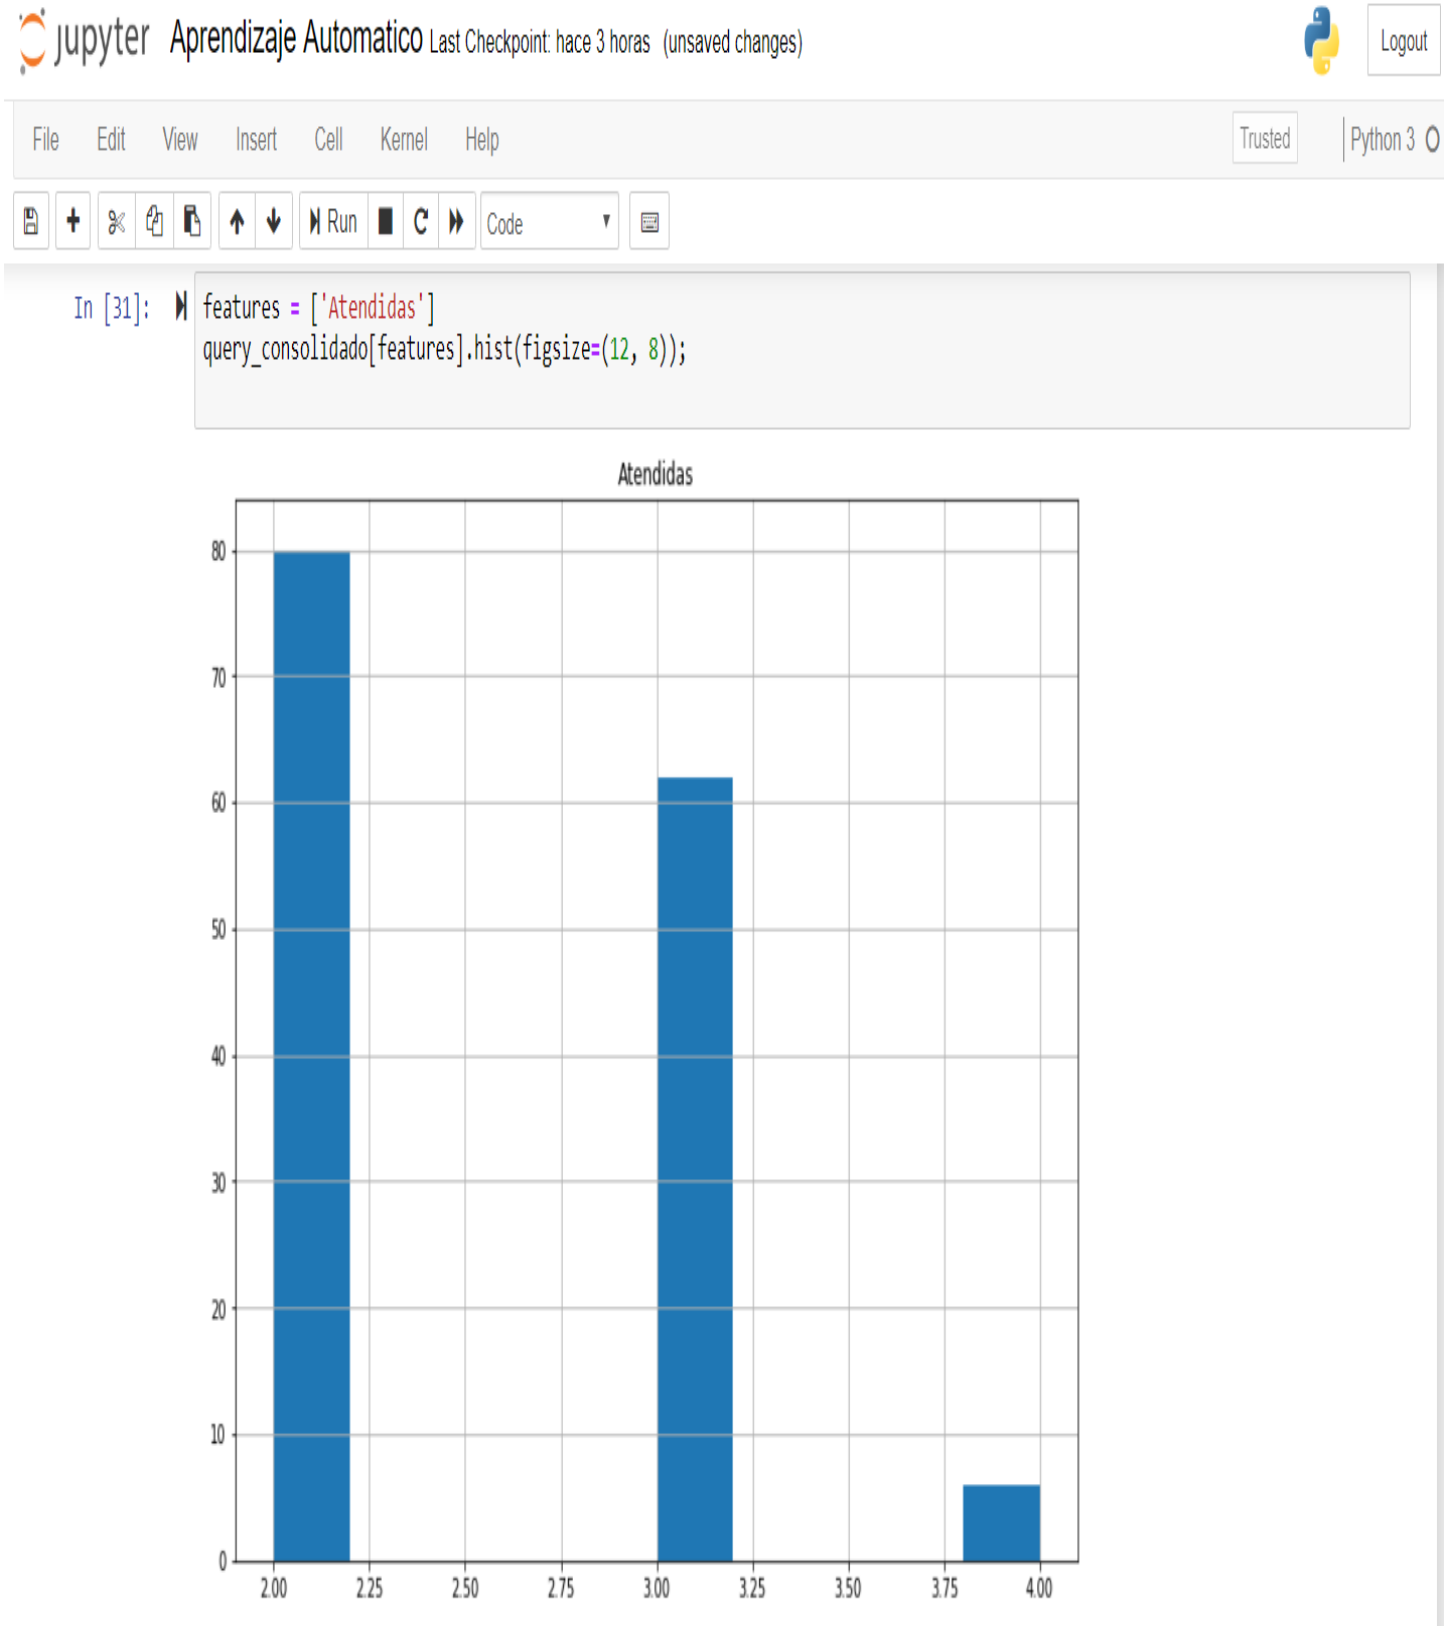 jupyter Aprendizaje Automatico Last Checkpoint: hace 3 horas (unsaved changes) Logout
File Edit View Insert Cell Kernel Help Trusted Python 3
Run Code
In [31]: features = ['Atendidas']
query_consolidado[features].hist(figsize=(12, 8));
Atendidas
80
70
60
50
40
30
20
10
0
2.00 2.25 2.50 2.75 3.00 3.25 3.50 3.75 4.00